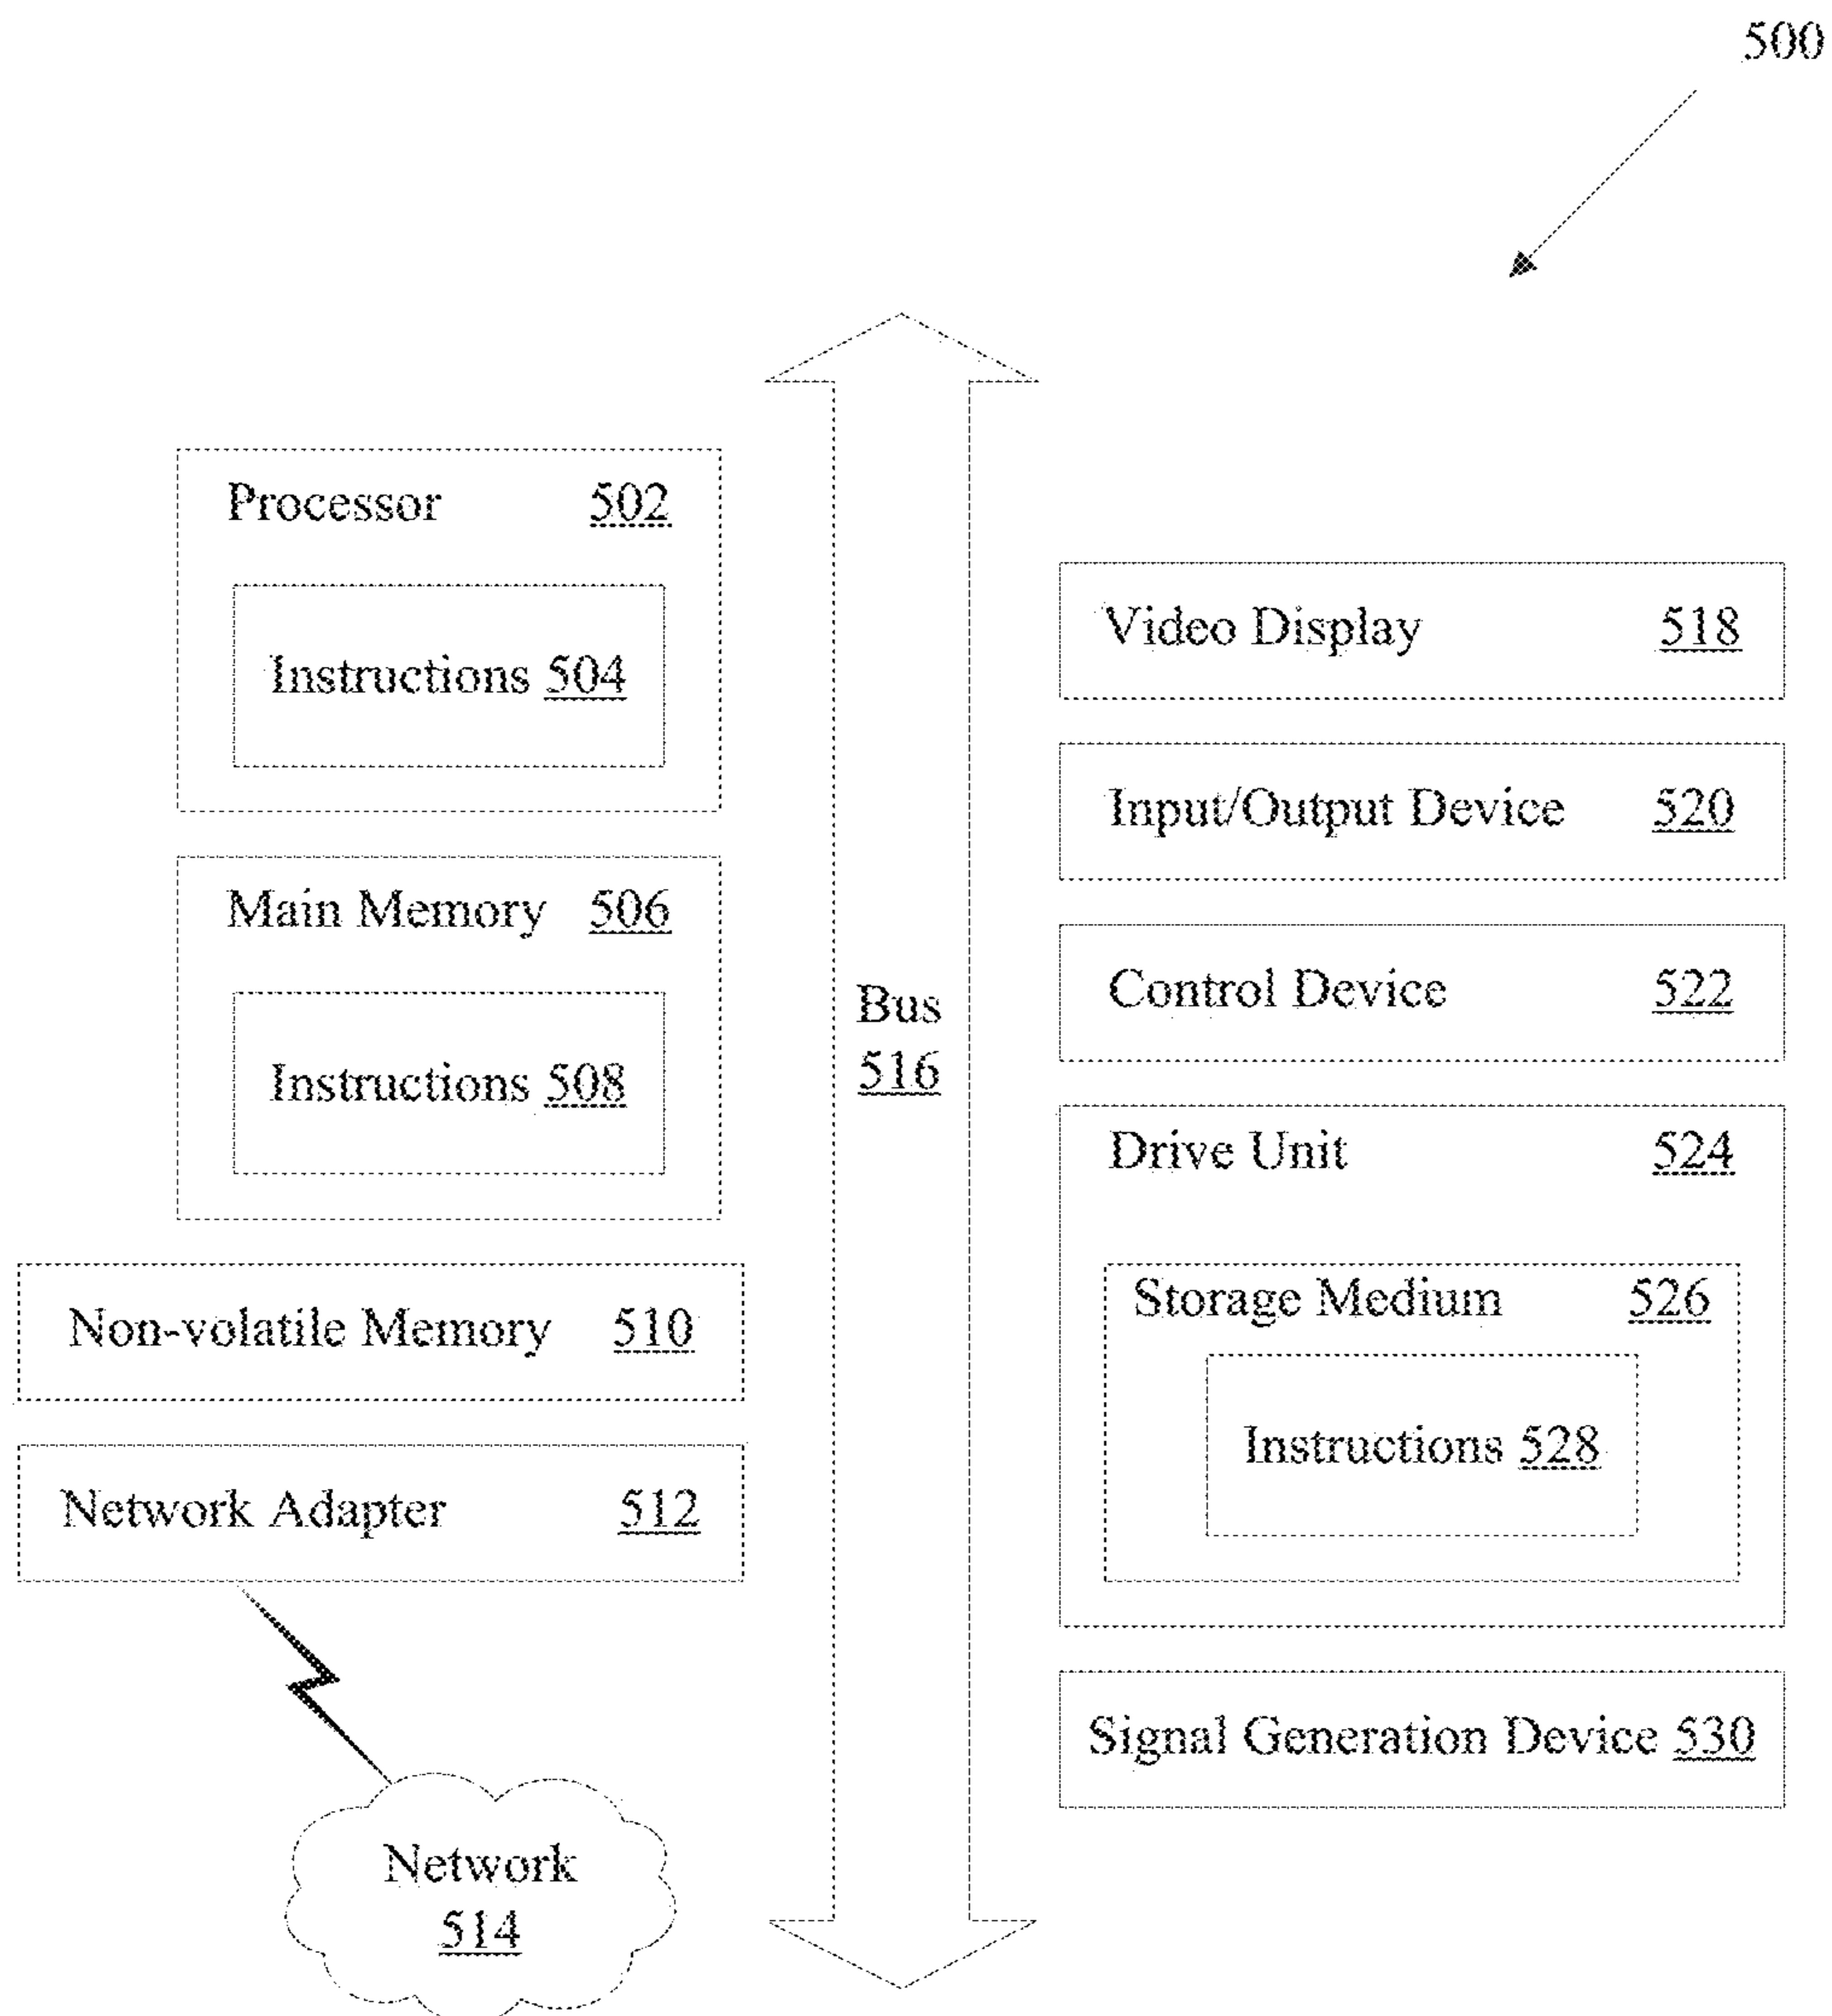 500
Processor 502
Instructions 504
Main Memory 506
Instructions 508
Non-volatile Memory 510
Network Adapter 512
Network
514
Bus
516
Video Display 518
Input/Output Device 520
Control Device 522
Drive Unit 524
Storage Medium 526
Instructions 528
Signal Generation Device 530